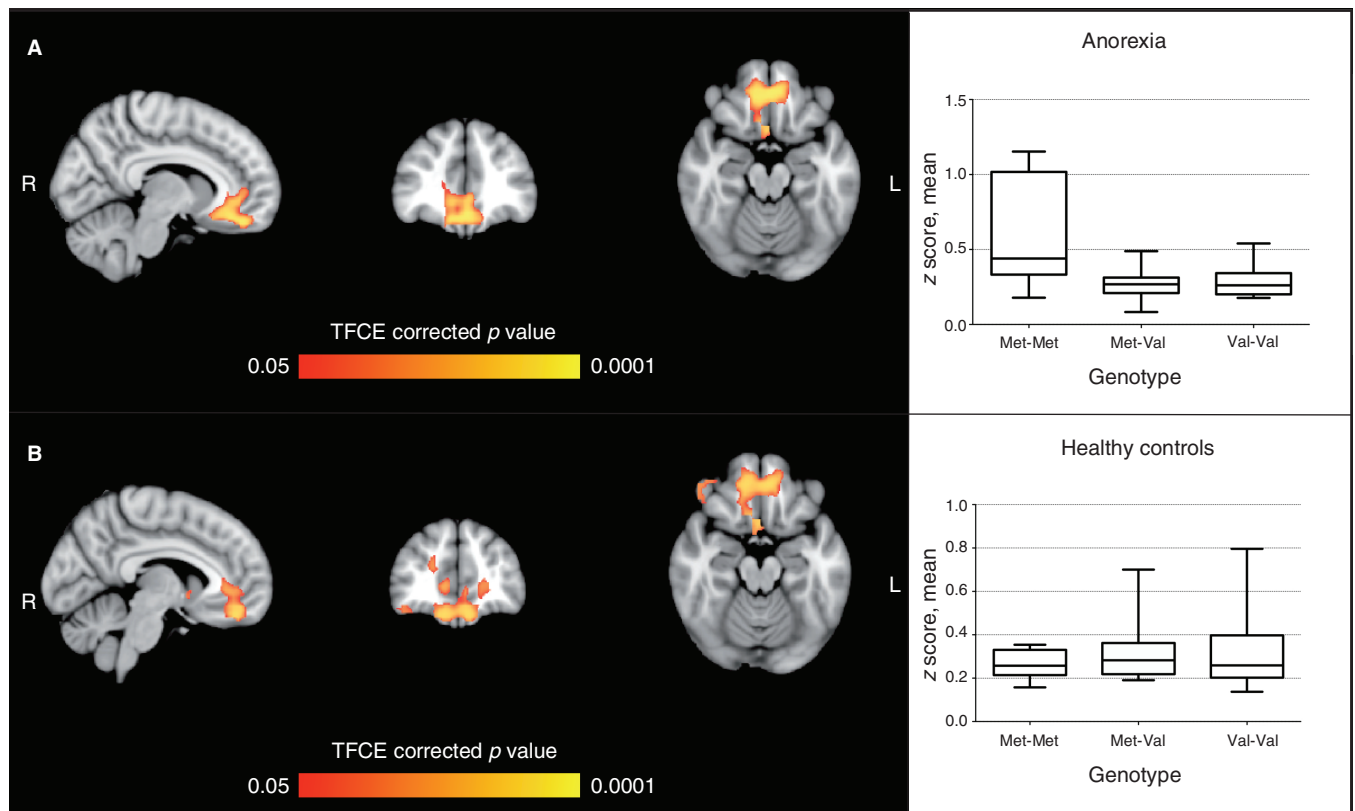 A
R
L
TFCE corrected p value
0.05
0.0001
Anorexia
1.5
1.0
0.5
0.0
z score, mean
Met-Met
Met-Val
Val-Val
Genotype
B
R
L
TFCE corrected p value
0.05
0.0001
Healthy controls
1.0
0.8
0.6
0.4
0.2
0.0
z score, mean
Met-Met
Met-Val
Val-Val
Genotype